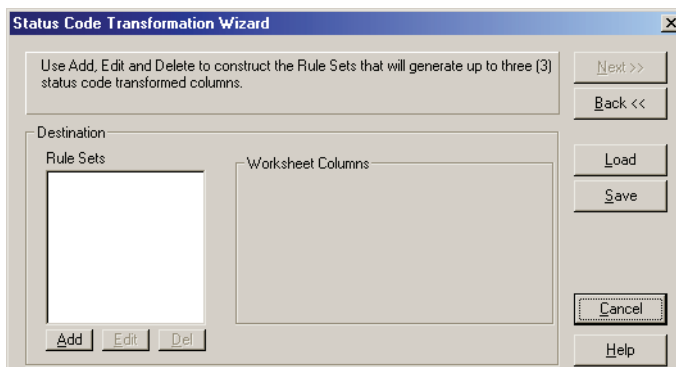 Status Code Transformation Wizard
Use Add, Edit and Delete to construct the Rule Sets that will generate up to three (3)
status code transformed columns.
Next >>
Back <<
Destination
Rule Sets
Worksheet Columns
Load
Save
Add Edit Del
Cancel
Help